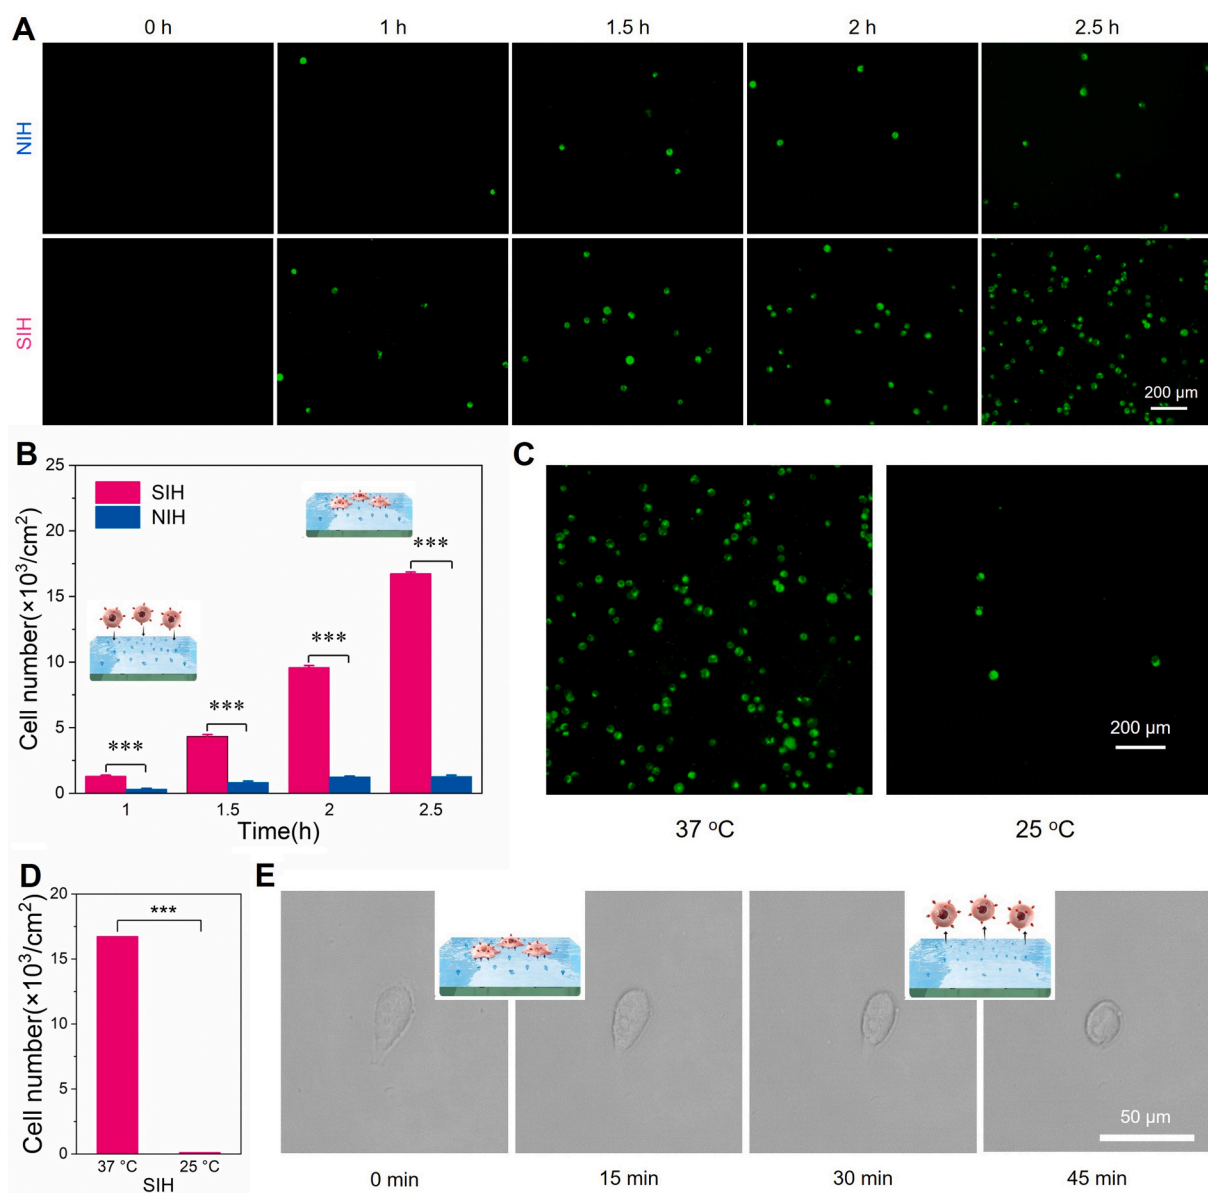 A
0 h
1 h
1.5 h
2 h
2.5 h
NIH
SIH
200 μm
B
25
20
15
10
5
0
Cell number(×10³/cm²)
SIH
NIH
***
***
***
***
1
1.5
2
2.5
Time(h)
C
200 μm
37 °C
25 °C
D
20
15
10
5
0
Cell number(×10³/cm²)
***
37 °C
25 °C
SIH
E
50 μm
0 min
15 min
30 min
45 min